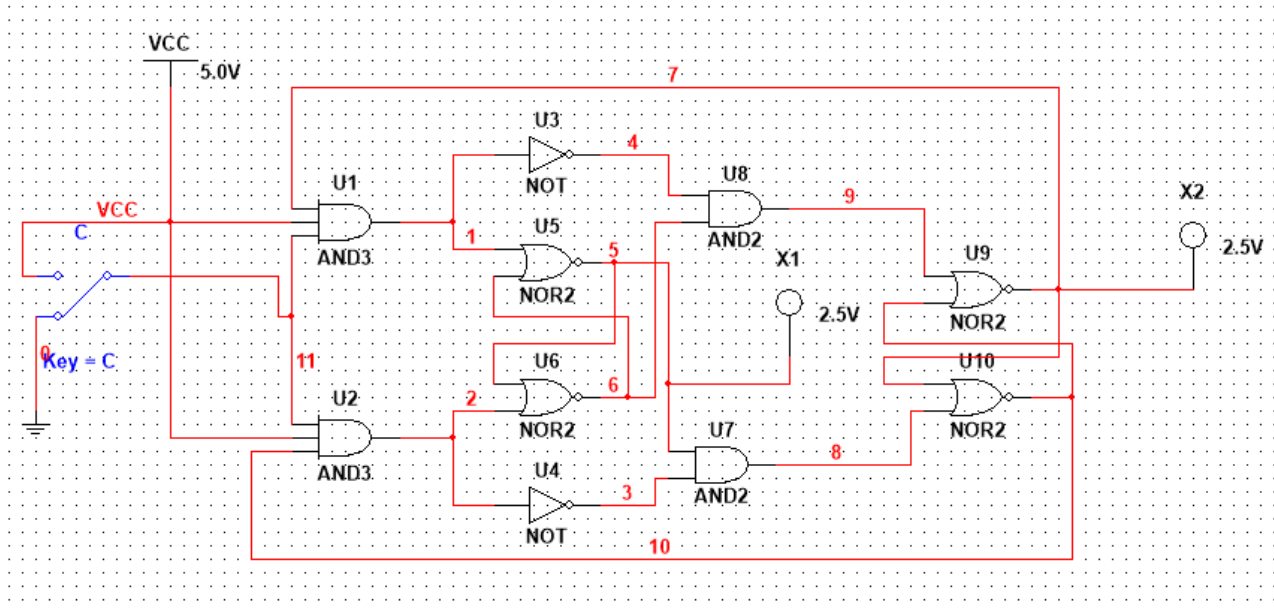 VCC
5.0V
7
U3
4
NOT
U1
U8
X2
VCC
C
9
AND2
U5
1
5
AND3
X1
2.5V
U9
NOR2
2.5V
NOR2
0
Key = C
11
U6
6
U10
U2
2
NOR2
NOR2
U7
AND3
U4
8
3
AND2
NOT
10